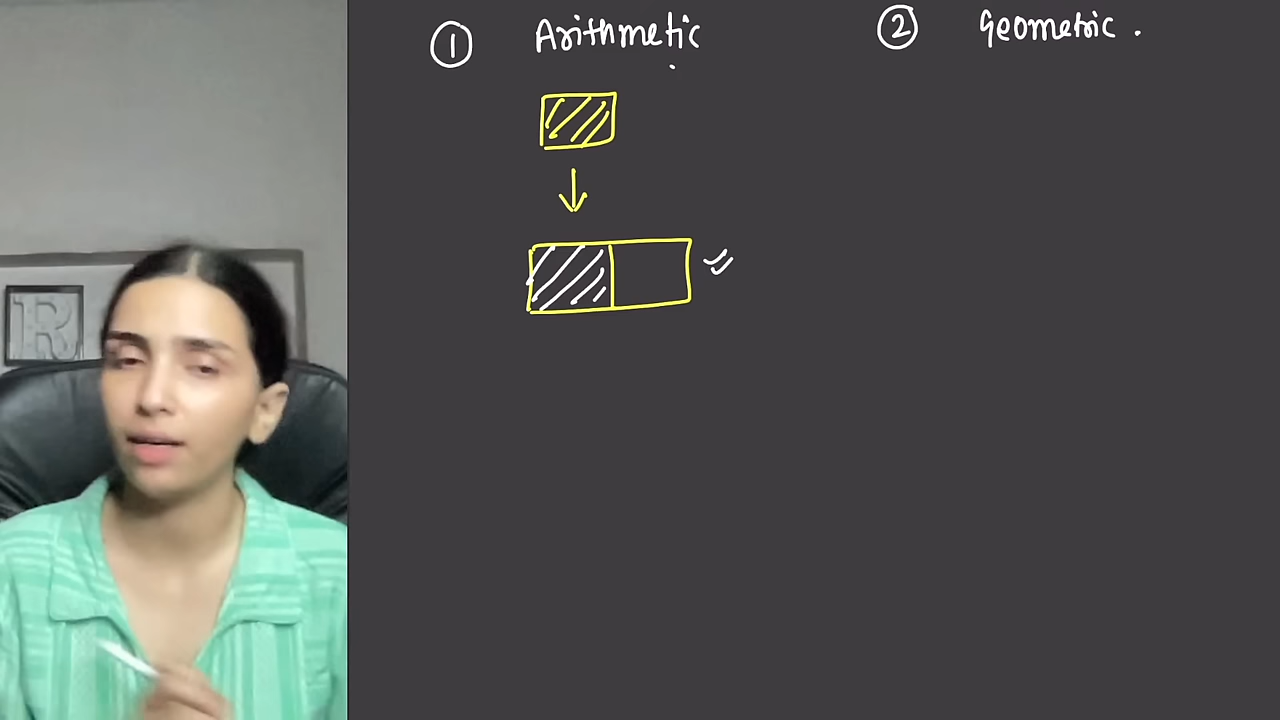 ① Arithmetic
② Geometric .
R